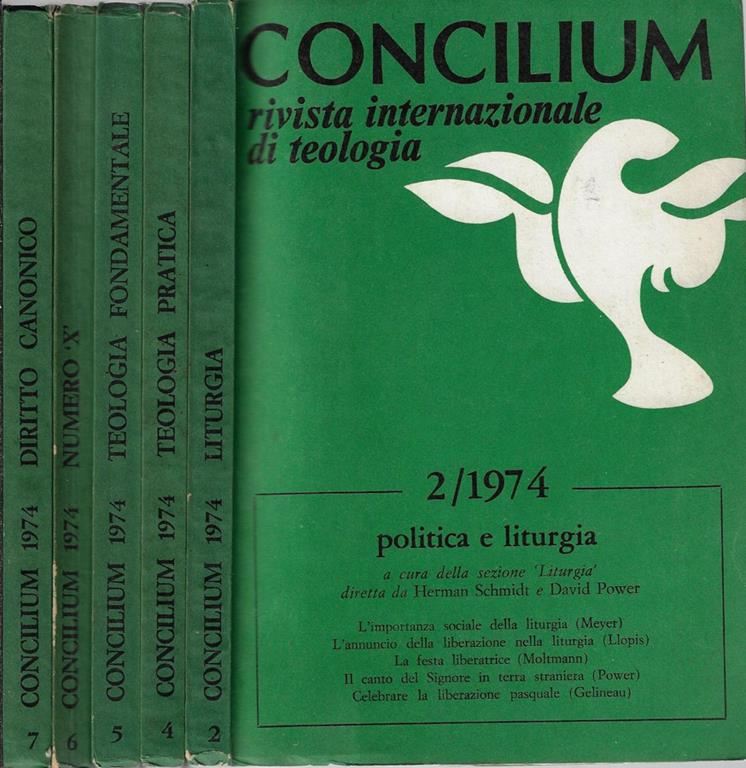 7 CONCILIUM 1974 DIRITTO CANONICO
6 CONCILIUM 1974 NUMERO 'X'
5 CONCILIUM 1974 TEOLOGIA FONDAMENTALE
4 CONCILIUM 1974 TEOLOGIA PRATICA
2 CONCILIUM 1974 LITURGIA
CONCILIUM
rivista internazionale
di teologia
2/1974
politica e liturgia
a cura della sezione 'Liturgia'
diretta da Herman Schmidt e David Power
L'importanza sociale della liturgia (Meyer)
L'annuncio della liberazione nella liturgia (Llopis)
La festa liberatrice (Moltmann)
Il canto del Signore in terra straniera (Power)
Celebrare la liberazione pasquale (Gelineau)